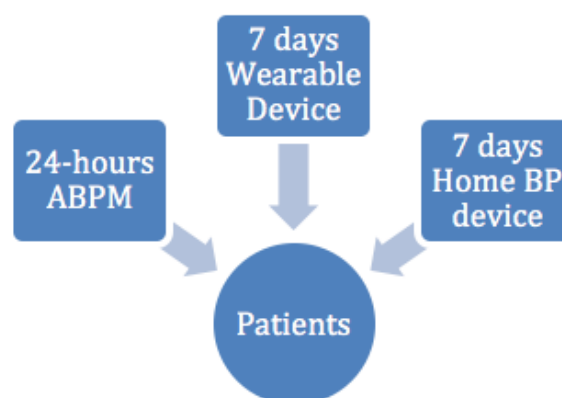 7 days
Wearable
Device
24-hours
ABPM
7 days
Home BP
device
Patients